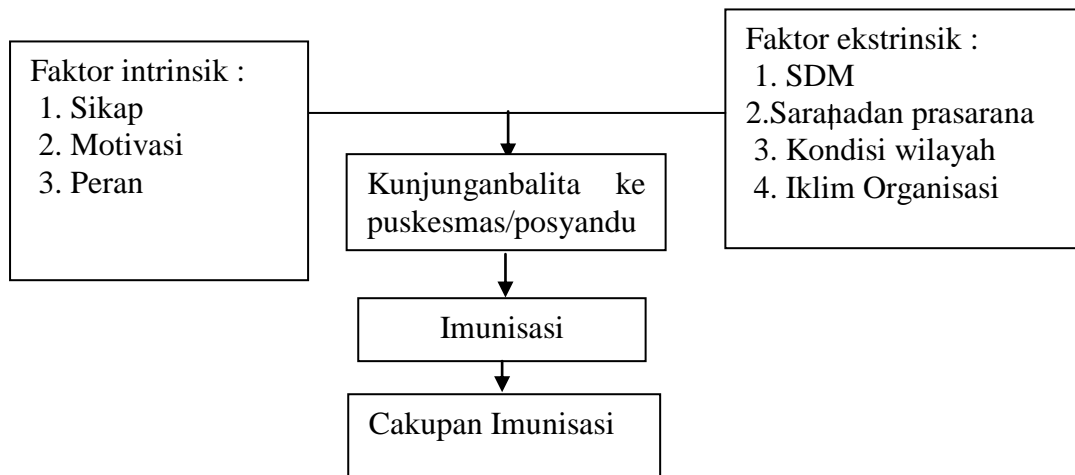 Faktor intrinsik :
1. Sikap
2. Motivasi
3. Peran
Faktor ekstrinsik :
1. SDM
2.Saranadan prasarana
3. Kondisi wilayah
4. Iklim Organisasi
Kunjunganbalita ke
puskesmas/posyandu
Imunisasi
Cakupan Imunisasi